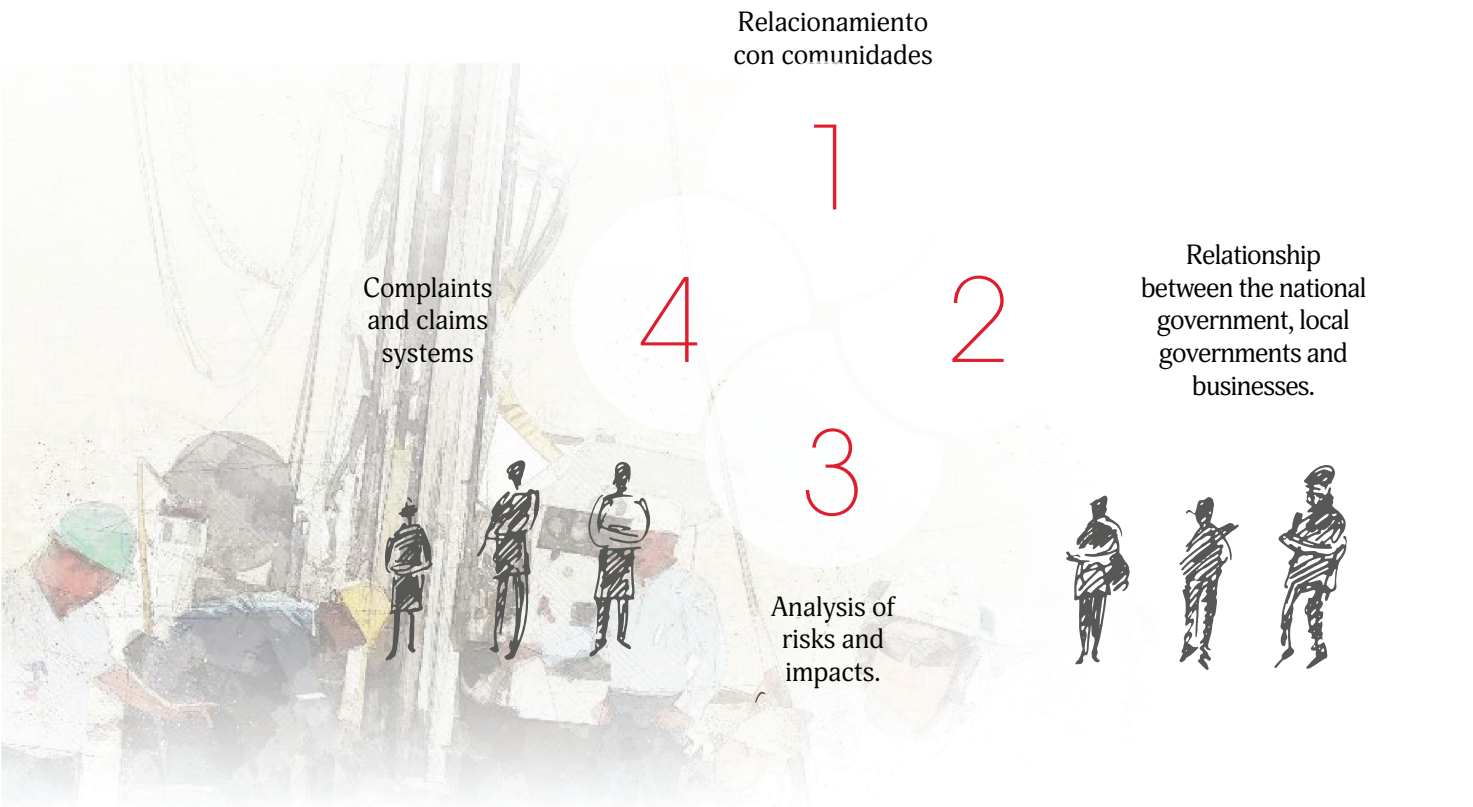 Relacionamiento
con comunidades
1
Relationship
between the national
government, local
governments and
businesses.
2
3
Analysis of
risks and
impacts.
Complaints
and claims
systems
4